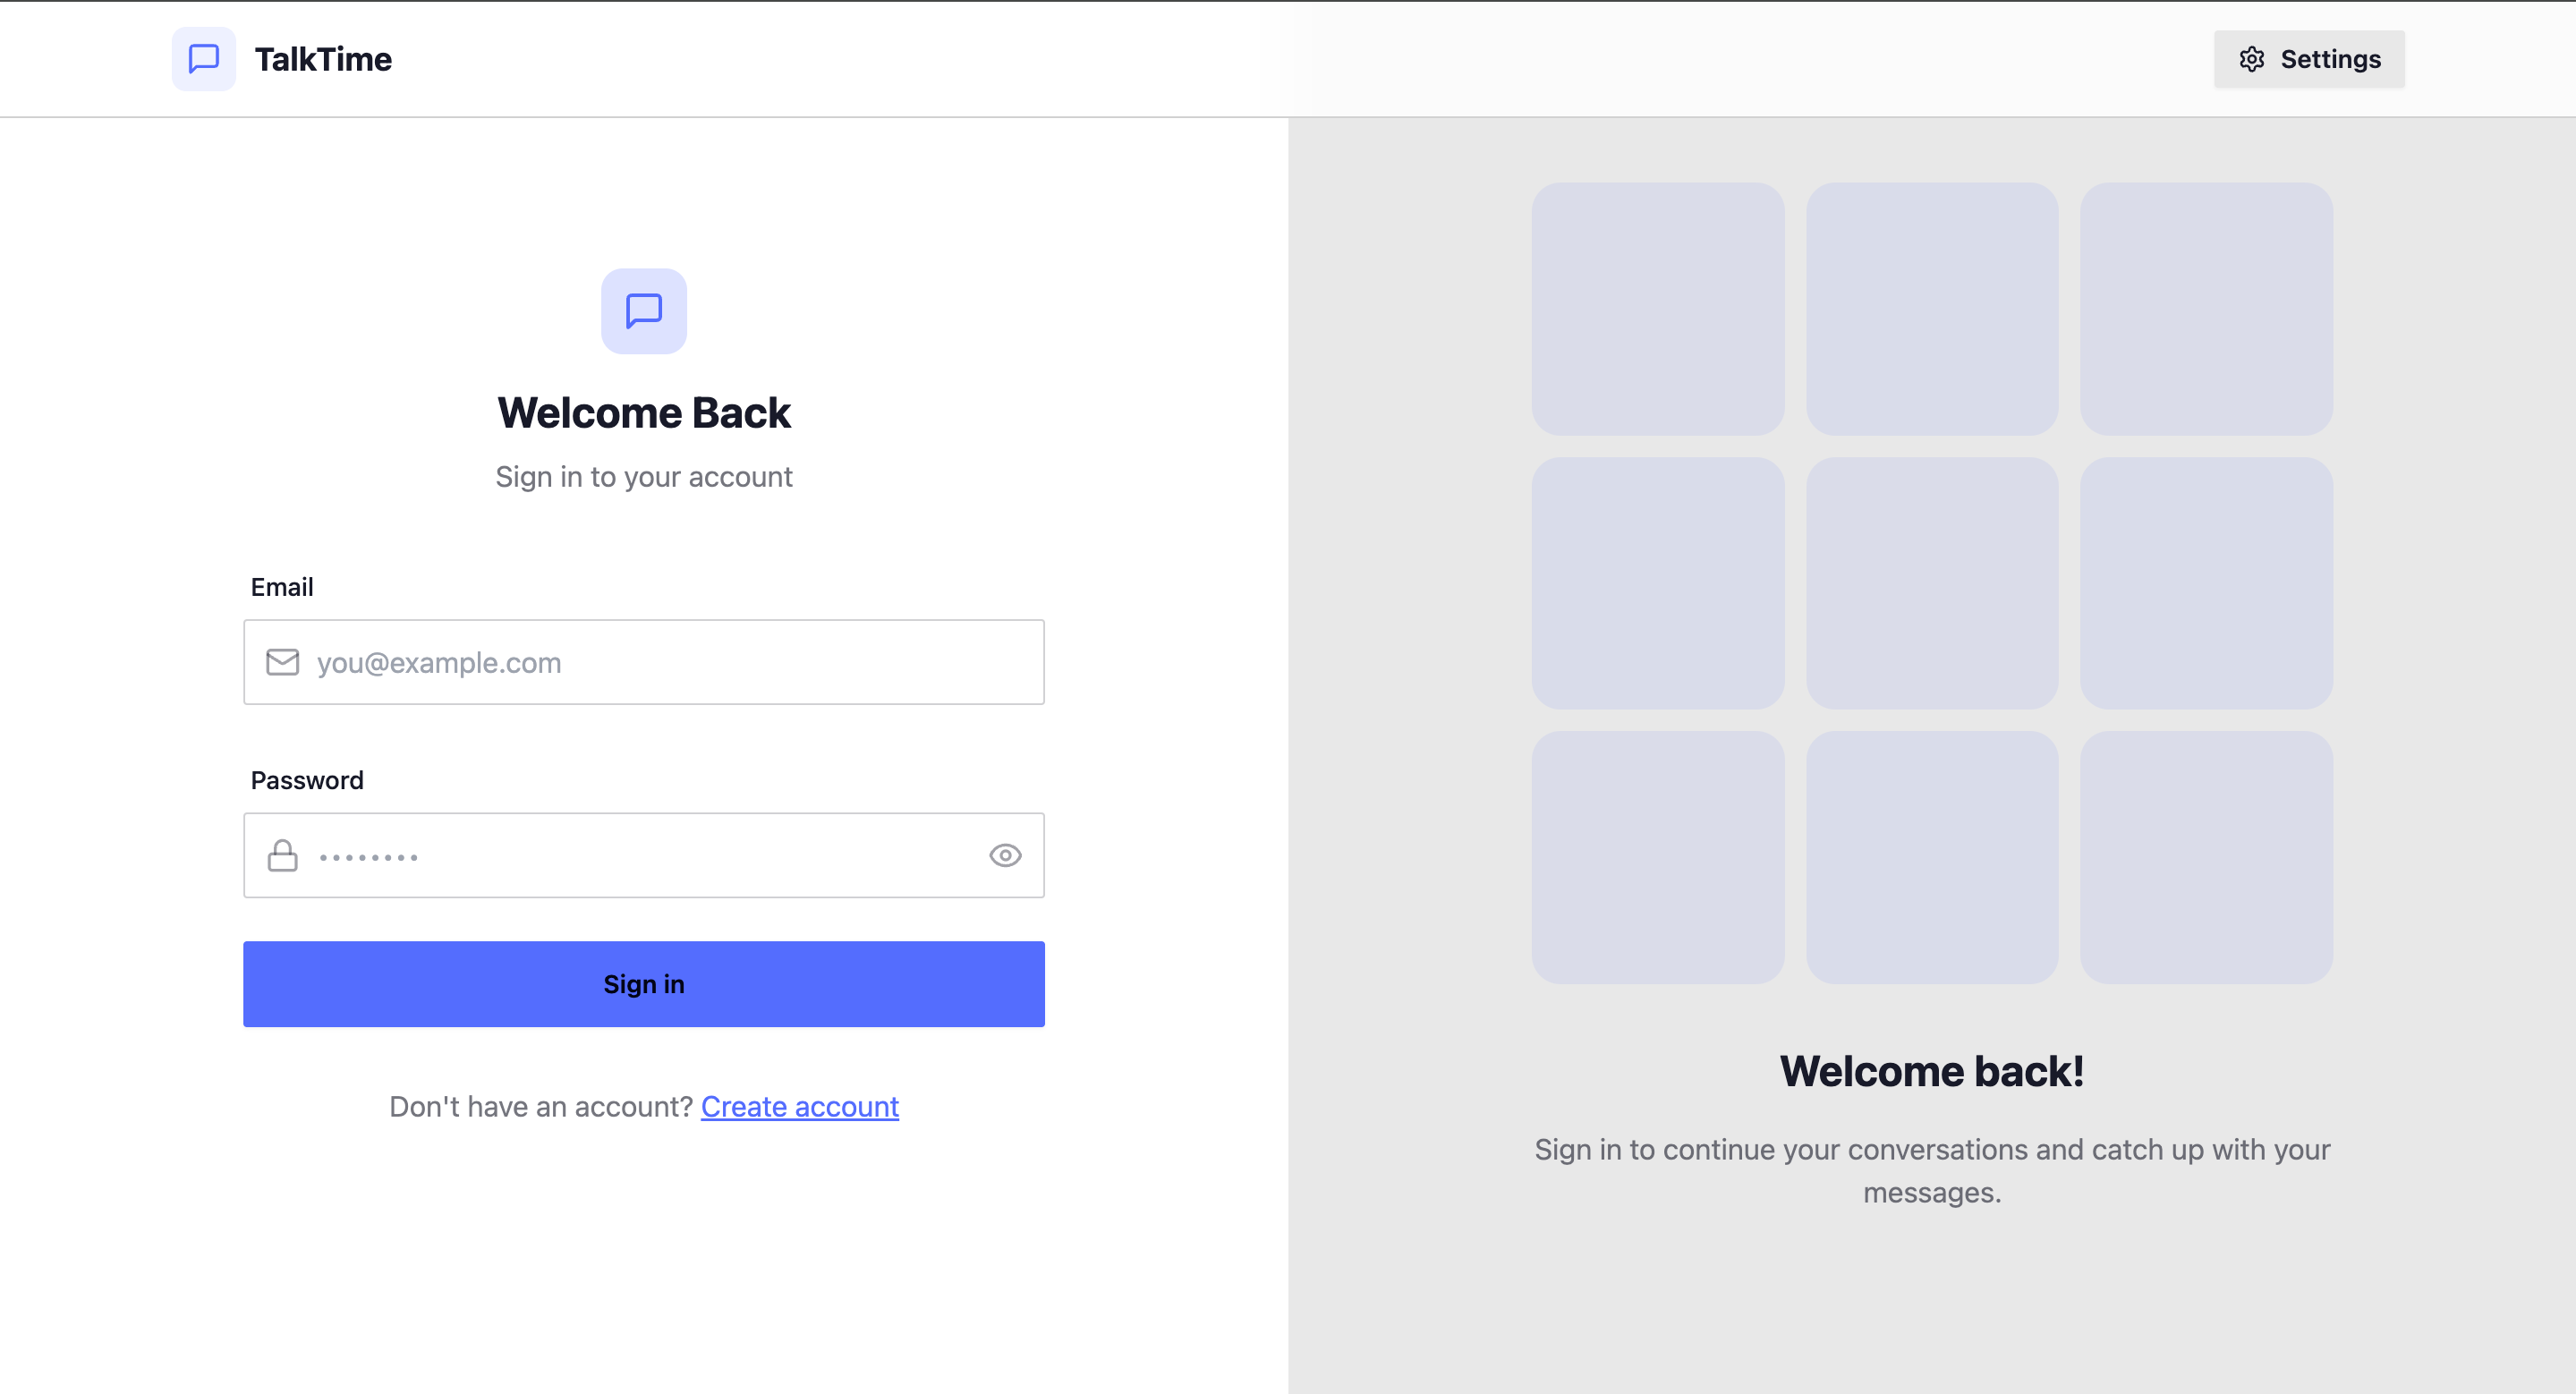 TalkTime
Settings
Welcome Back
Sign in to your account
Email
you@example.com
Password
••••••••
Sign in
Don't have an account? Create account
Welcome back!
Sign in to continue your conversations and catch up with your
messages.